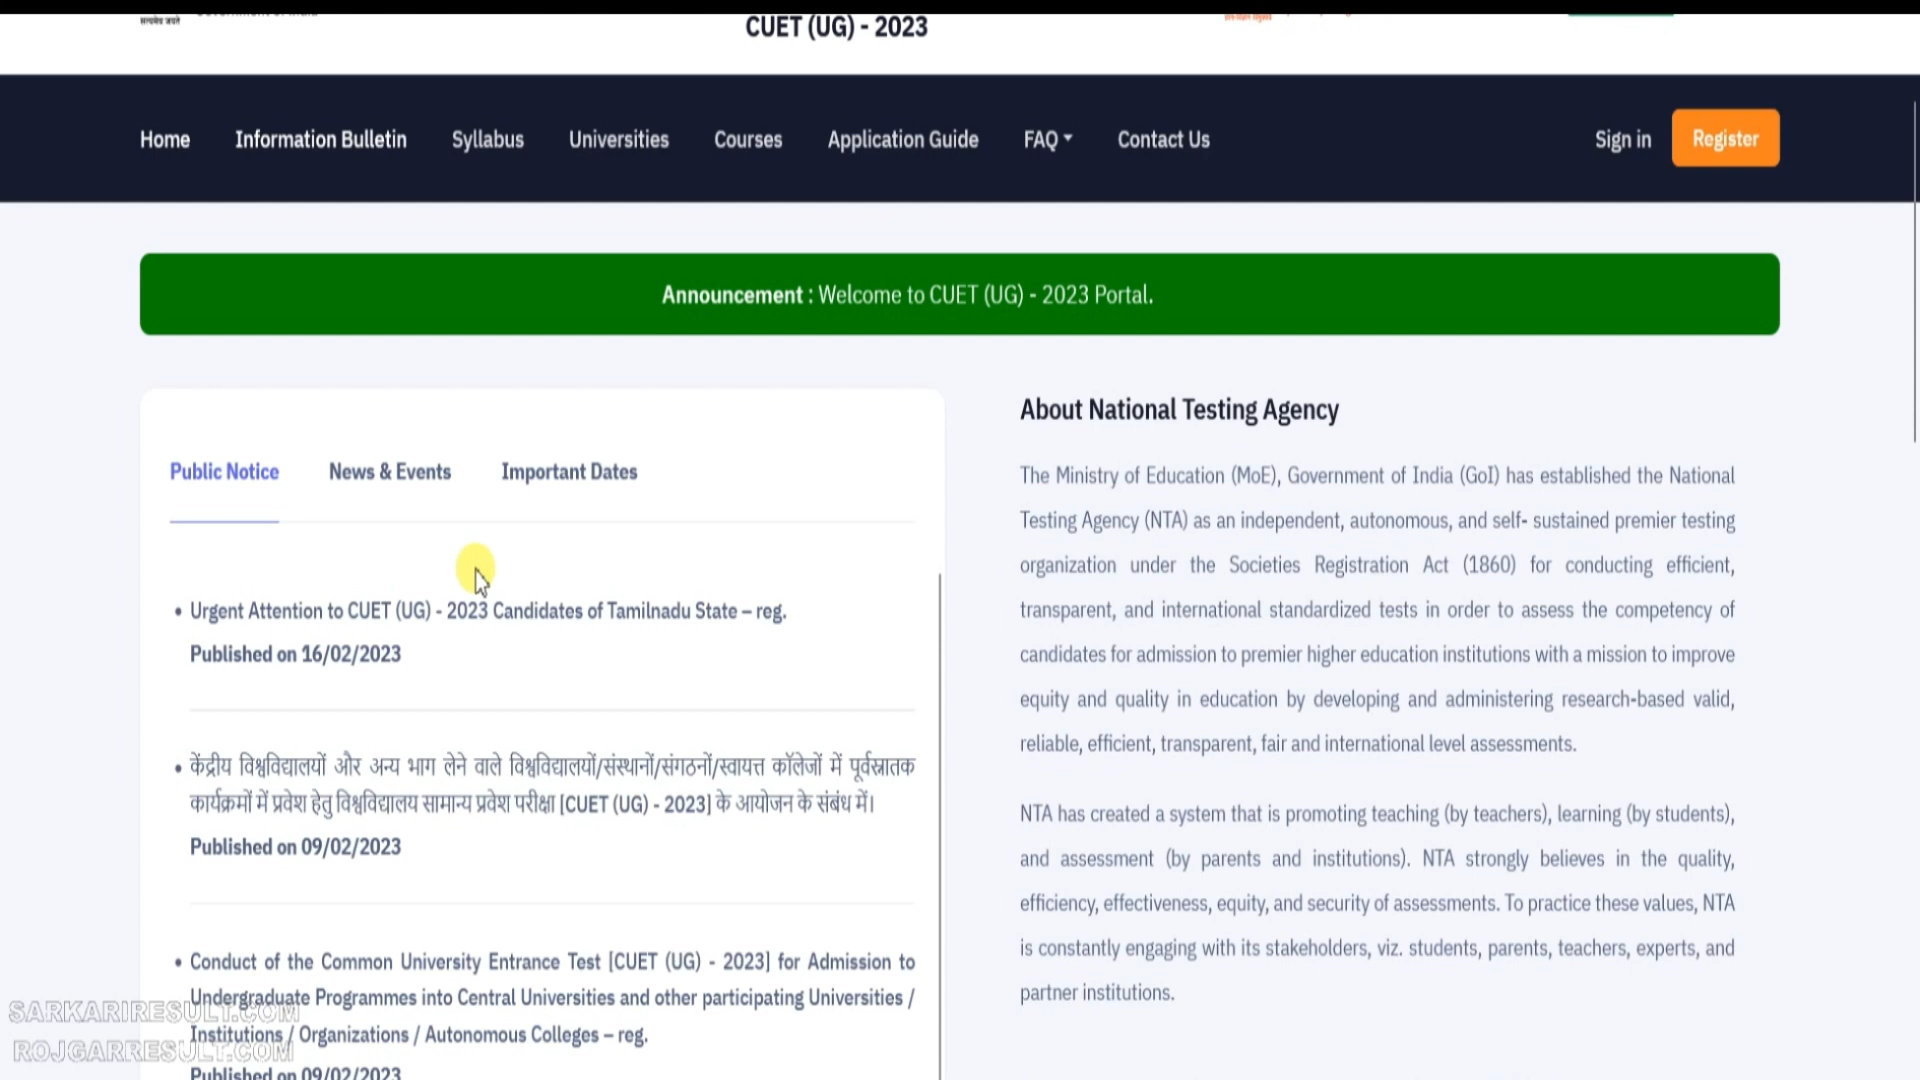 सत्यमेव जयते
CUET (UG) - 2023
Home Information Bulletin Syllabus Universities Courses Application Guide FAQ Contact Us Sign in Register
Announcement : Welcome to CUET (UG) - 2023 Portal.
Public Notice News & Events Important Dates
• Urgent Attention to CUET (UG) - 2023 Candidates of Tamilnadu State – reg.
Published on 16/02/2023
• केंद्रीय विश्वविद्यालयों और अन्य भाग लेने वाले विश्वविद्यालयों/संस्थानों/संगठनों/स्वायत्त कॉलेजों में पूर्वस्नातक
कार्यक्रमों में प्रवेश हेतु विश्वविद्यालय सामान्य प्रवेश परीक्षा [CUET (UG) - 2023] के आयोजन के संबंध में।
Published on 09/02/2023
• Conduct of the Common University Entrance Test [CUET (UG) - 2023] for Admission to
Undergraduate Programmes into Central Universities and other participating Universities /
Institutions / Organizations / Autonomous Colleges – reg.
Published on 09/02/2023
About National Testing Agency
The Ministry of Education (MoE), Government of India (GoI) has established the National
Testing Agency (NTA) as an independent, autonomous, and self- sustained premier testing
organization under the Societies Registration Act (1860) for conducting efficient,
transparent, and international standardized tests in order to assess the competency of
candidates for admission to premier higher education institutions with a mission to improve
equity and quality in education by developing and administering research-based valid,
reliable, efficient, transparent, fair and international level assessments.
NTA has created a system that is promoting teaching (by teachers), learning (by students),
and assessment (by parents and institutions). NTA strongly believes in the quality,
efficiency, effectiveness, equity, and security of assessments. To practice these values, NTA
is constantly engaging with its stakeholders, viz. students, parents, teachers, experts, and
partner institutions.
SARKARIRESULT.COM
ROJGARRESULT.COM